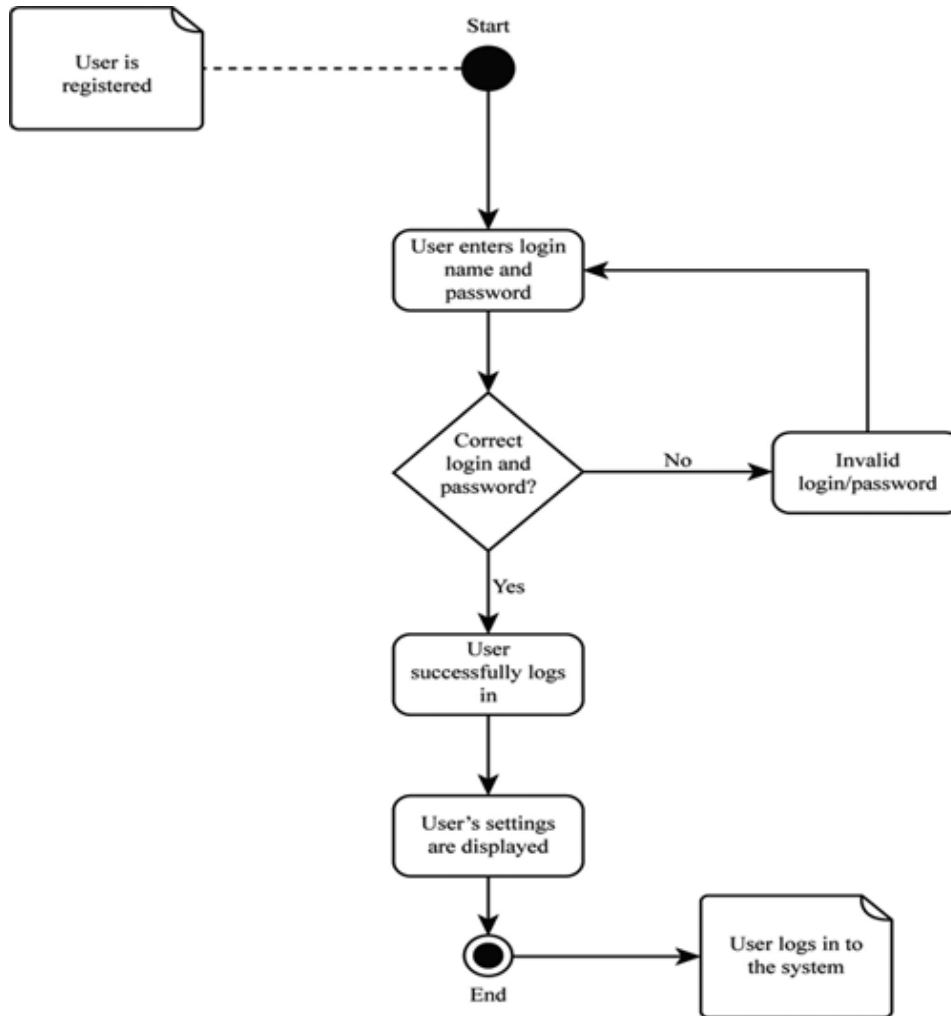 Start
User is
registered
User enters login
name and
password
Correct
login and
password?
No
Invalid
login/password
Yes
User
successfully logs
in
User’s settings
are displayed
User logs in to
the system
End